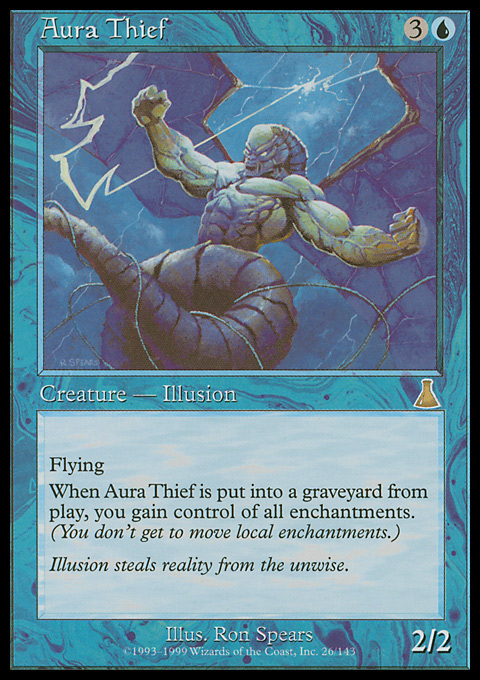 Aura Thief 3
R. SPEARS
Creature — Illusion
Flying
When Aura Thief is put into a graveyard from
play, you gain control of all enchantments.
(You don't get to move local enchantments.)
Illusion steals reality from the unwise.
Illus. Ron Spears
©1993-1999 Wizards of the Coast, Inc. 26/143
2/2